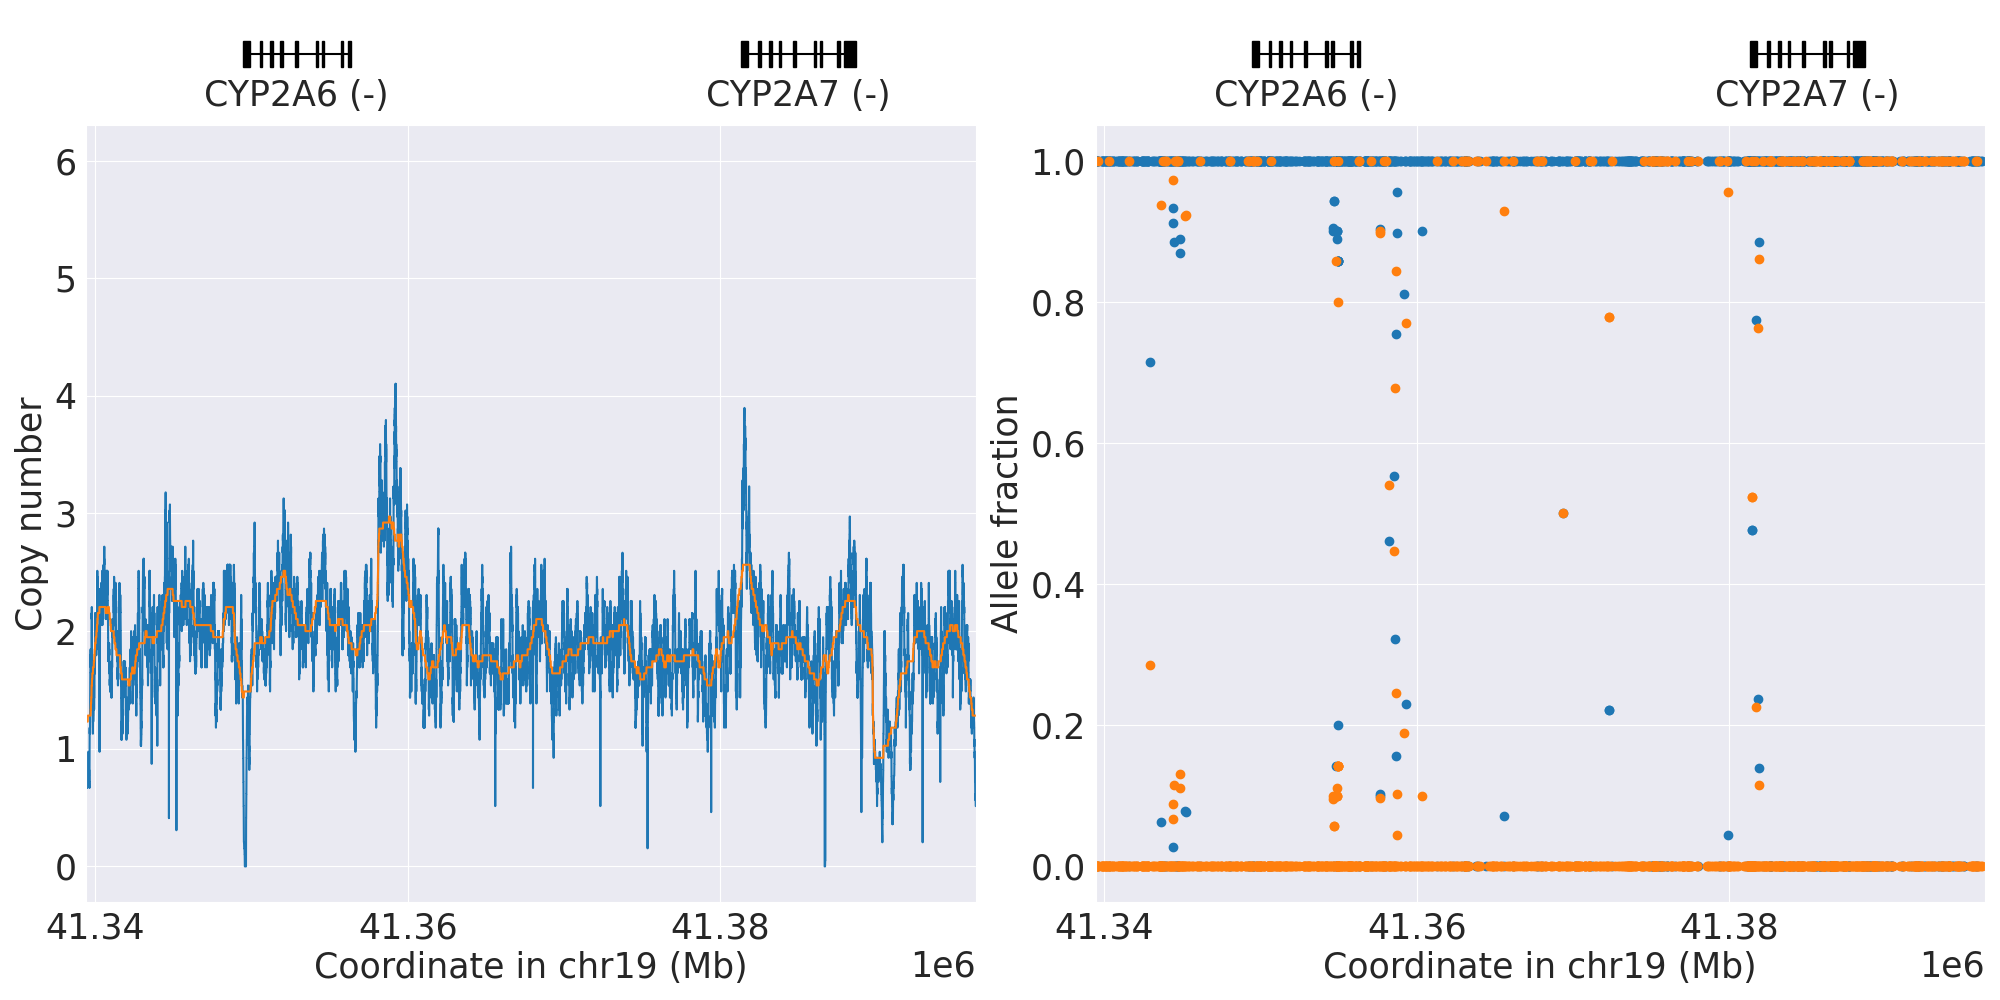 CYP2A6 (-)
CYP2A7 (-)
CYP2A6 (-)
CYP2A7 (-)
6
5
4
3
2
1
0
Copy number
41.34
41.36
41.38
Coordinate in chr19 (Mb)
1e6
1.0
0.8
0.6
0.4
0.2
0.0
Allele fraction
41.34
41.36
41.38
Coordinate in chr19 (Mb)
1e6